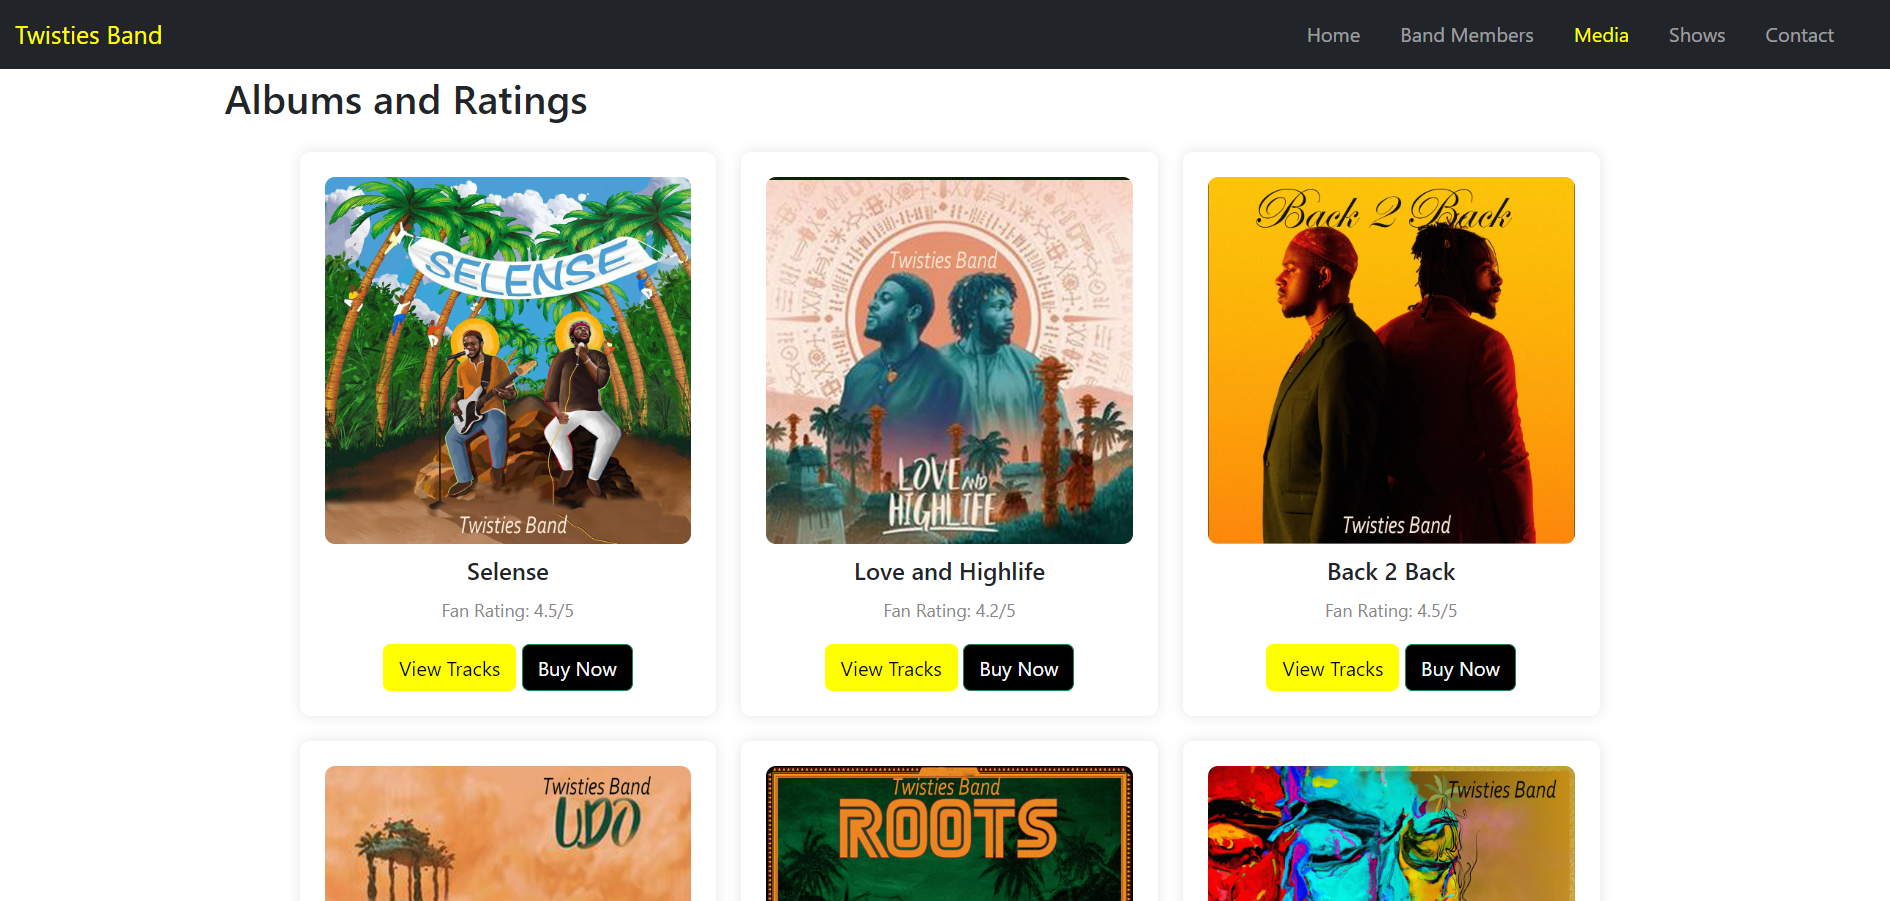 Twisties Band
Home
Band Members
Media
Shows
Contact
Albums and Ratings
SELENSE
Twisties Band
Selense
Fan Rating: 4.5/5
View Tracks
Buy Now
Twisties Band
LOVE AND
HIGHLIFE
Love and Highlife
Fan Rating: 4.2/5
View Tracks
Buy Now
Back 2 Back
Twisties Band
Back 2 Back
Fan Rating: 4.5/5
View Tracks
Buy Now
Twisties Band
UDO
Twisties Band
ROOTS
Twisties Band